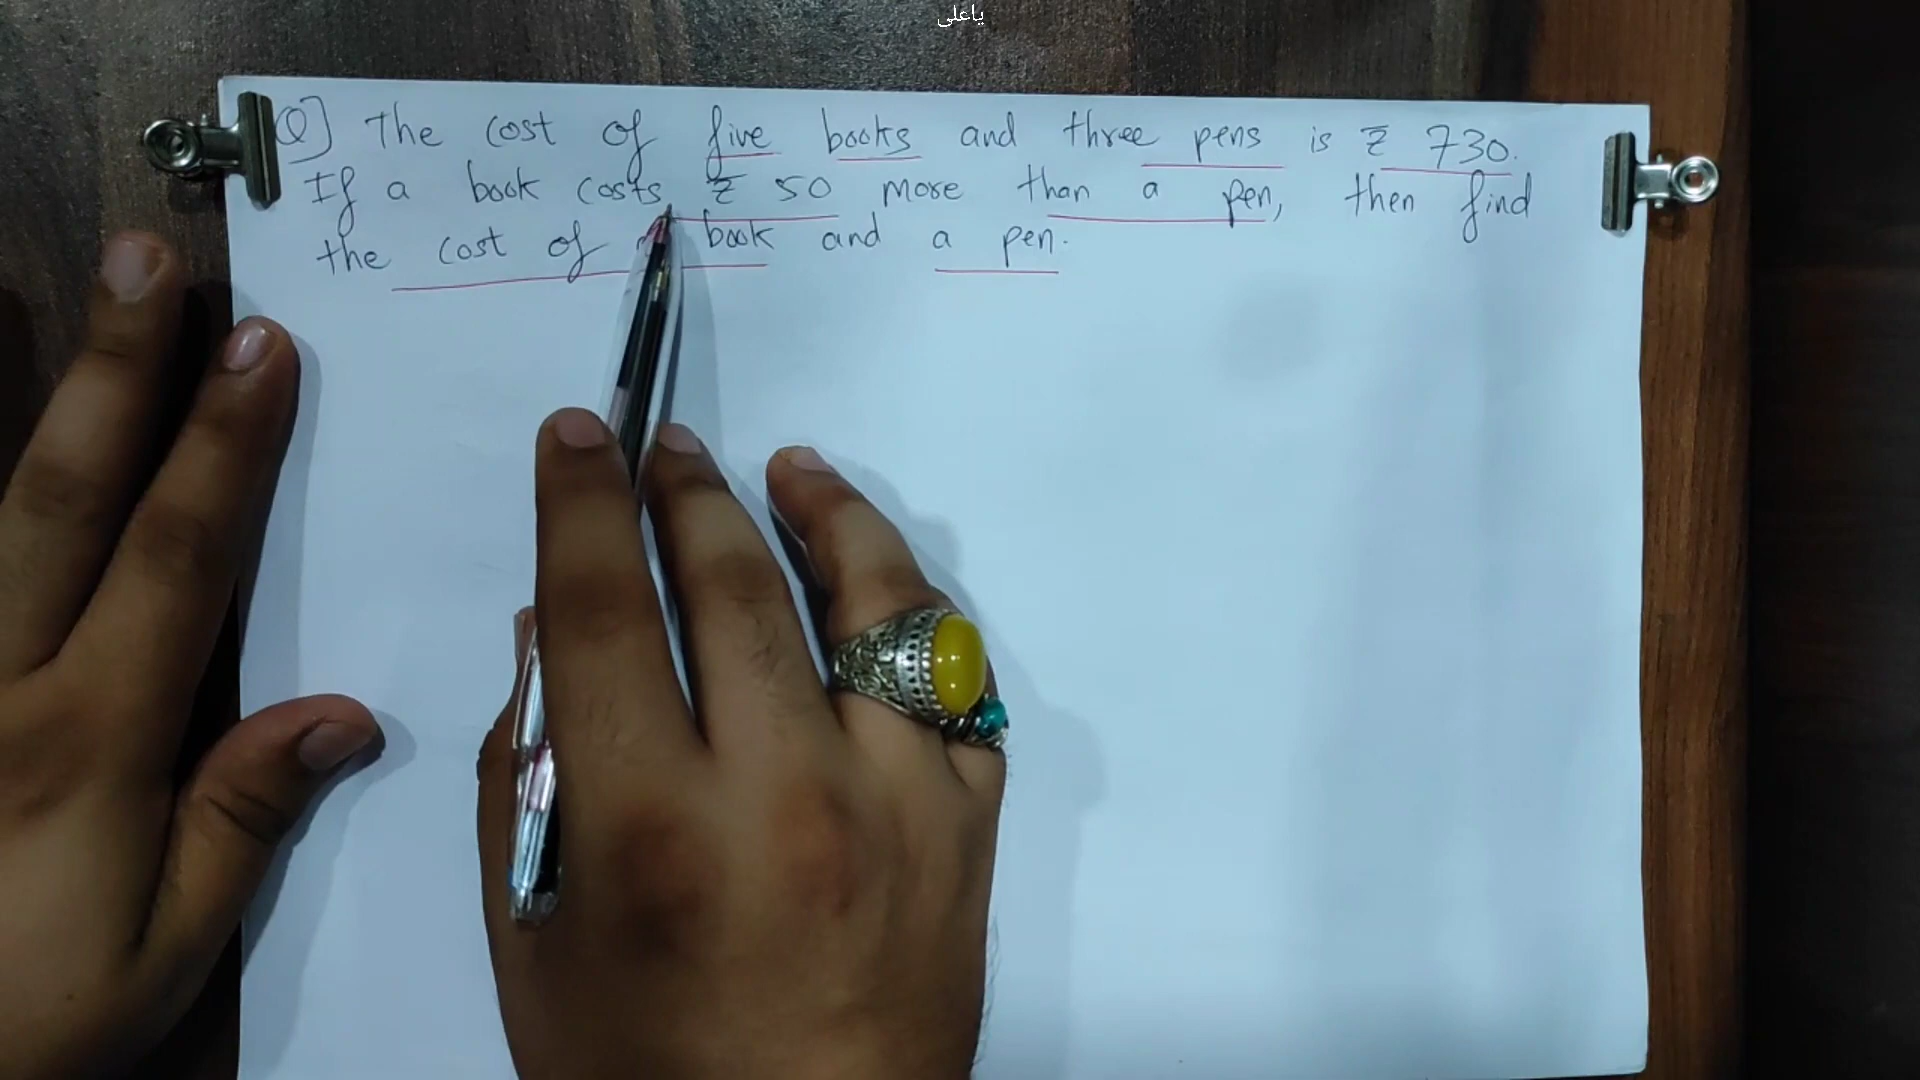 ياعلى
Q] The cost of five books and three pens is ₹ 730.
If a book costs ₹ 50 more than a pen, then find
the cost of book and a pen.